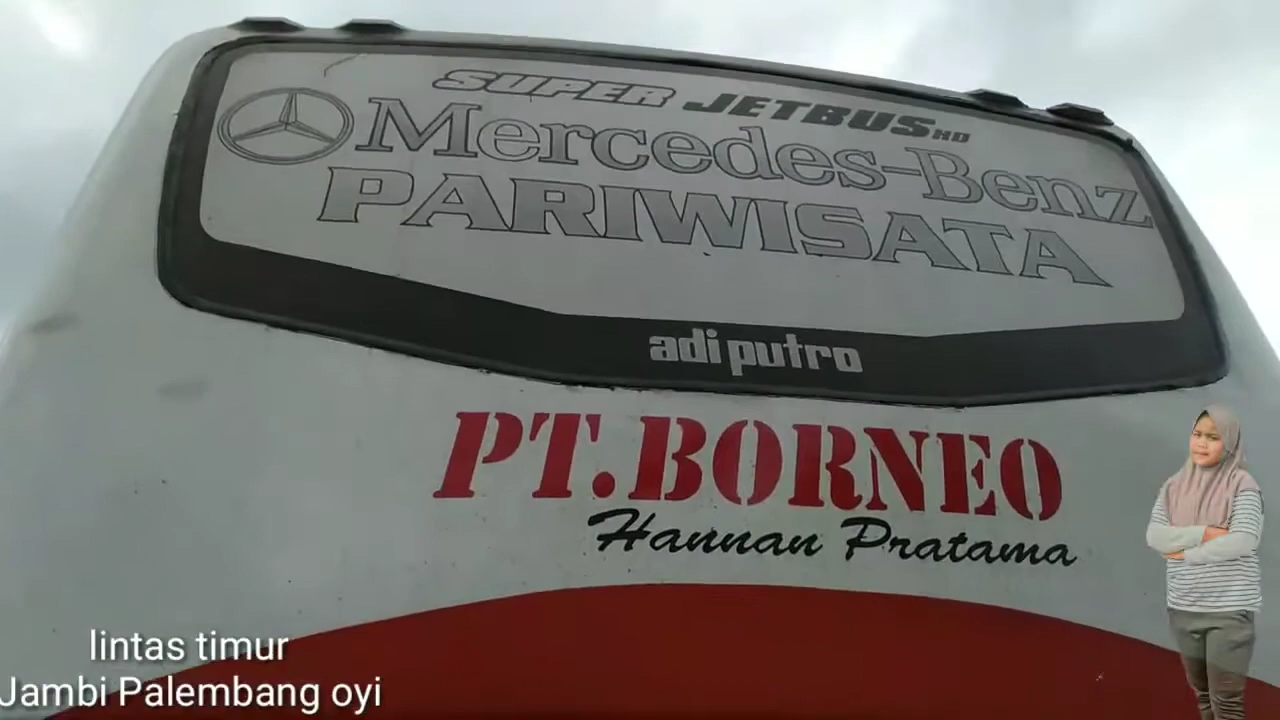 SUPER JETBUS HD
Mercedes-Benz
PARIWISATA
adi putro
PT.BORNEO
Hannan Pratama
lintas timur
Jambi Palembang oyi